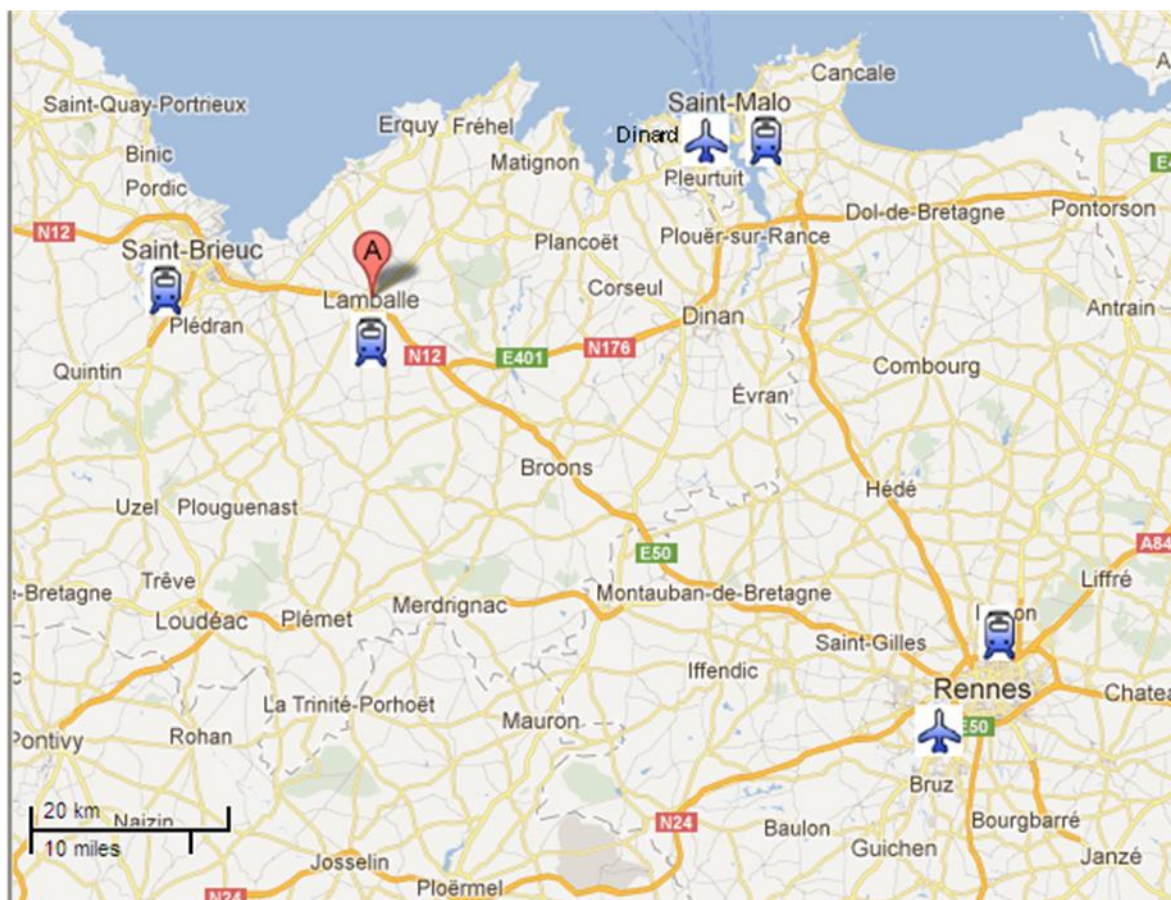 Cancale
Saint-Malo
Saint-Quay-Portrieux
Erquy
Fréhel
Dinard
Binic
Matignon
Pleurtuit
Pordic
Dol-de-Bretagne
Pontorson
N12
Saint-Brieuc
Plancoët
Plouër-sur-Rance
A
Lamballe
Corseul
Antrain
Plédran
Dinan
N12
E401
N176
Quintin
Combourg
Évran
Broons
Hédé
Uzel
Plouguenast
E50
A84
Trêve
Liffré
e-Bretagne
Merdrignac
Montauban-de-Bretagne
Loudéac
Plémet
Saint-Gilles
Iffendic
Rennes
Chatea
La Trinité-Porhoët
Mauron
Rohan
Pontivy
E50
Bruz
20 km
Naizin
10 miles
N24
Baulon
Bourgbarré
Guichen
Janzé
Josselin
Ploërmel
N24